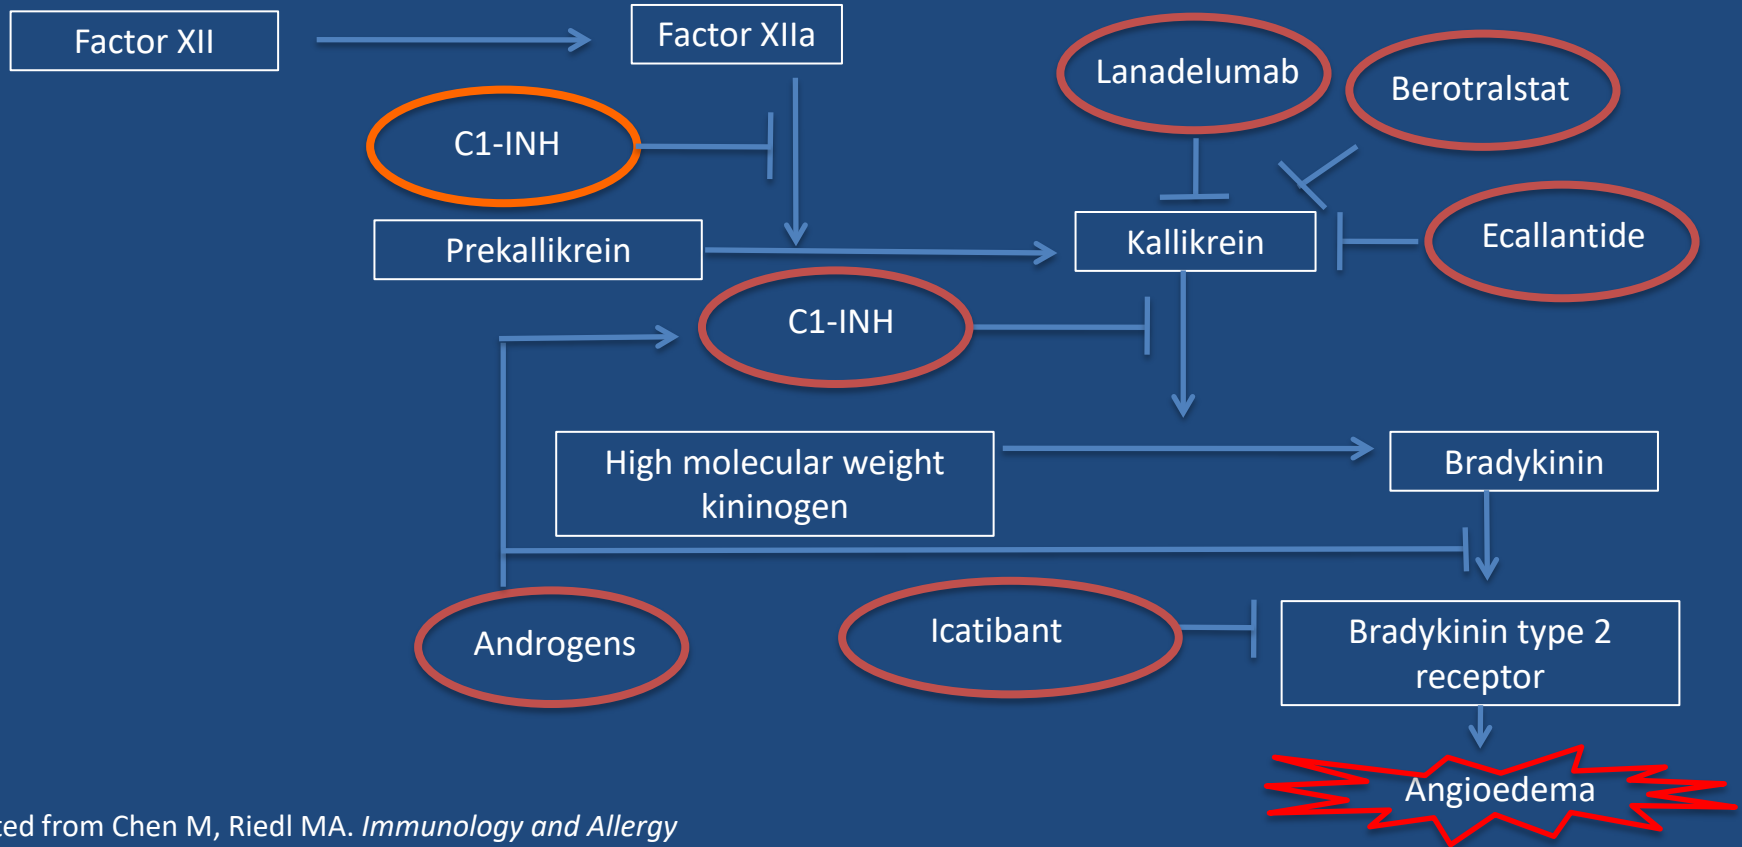 Factor XII
Factor XIIa
Lanadelumab
Berotralstat
C1-INH
Prekallikrein
Kallikrein
Ecallantide
C1-INH
High molecular weight
kininogen
Bradykinin
Androgens
Icatibant
Bradykinin type 2
receptor
Angioedema
from Chen M, Riedl MA. Immunology and Allergy